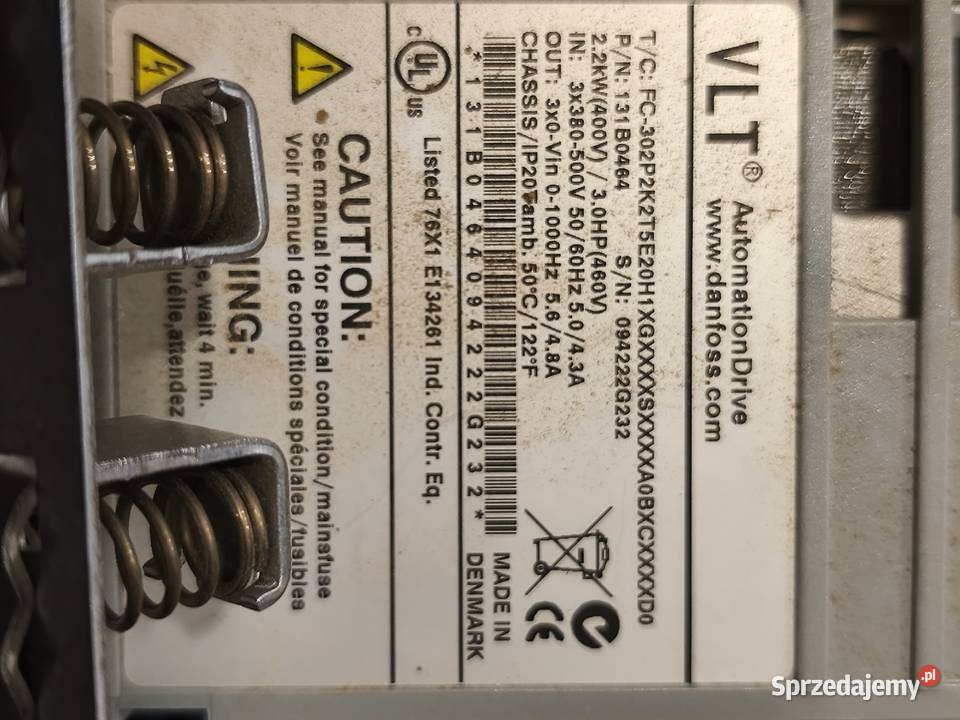 VLT® AutomationDrive
www.danfoss.com
T/C: FC-302P2K2T5E20H1XGXXXXSXXXXA0BXCXXXXD0
P/N: 131B0464 S/N: 094222G232
2.2kW(400V) / 3.0HP(460V)
IN: 3x380-500V 50/60Hz 5.0/4.3A
OUT: 3x0-Vin 0-1000Hz 5.6/4.8A
CHASSIS/IP20 Tamb. 50°C/122°F
*131B0464094222G232*
MADE IN
DENMARK
CE
c UL us
Listed 76X1 E134261 Ind. Contr. Eq.
CAUTION:
See manual for special condition/mainsfuse
Voir manuel de conditions spéciales/fusibles
wait 4 min.
attendez
Sprzedajemy.pl